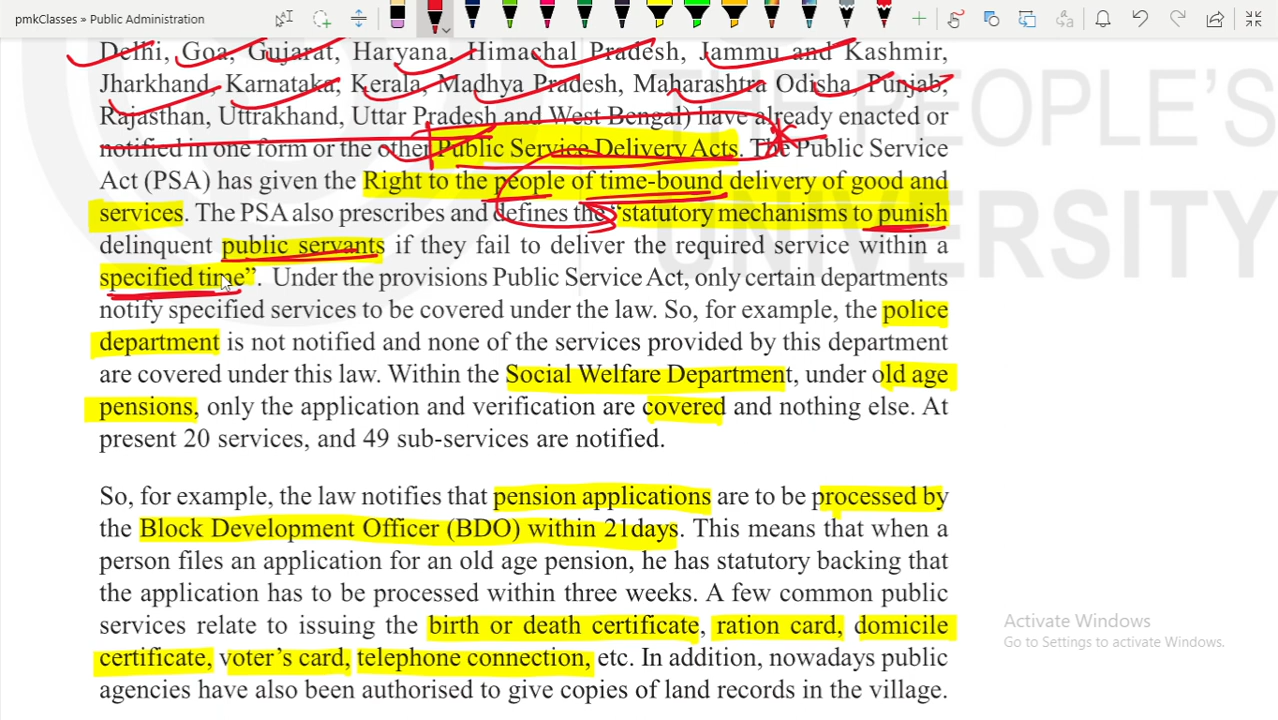 pmkClasses » Public Administration
Delhi, Goa, Gujarat, Haryana, Himachal Pradesh, Jammu and Kashmir,
Jharkhand, Karnataka, Kerala, Madhya Pradesh, Maharashtra Odisha, Punjab,
Rajasthan, Uttrakhand, Uttar Pradesh and West Bengal) have already enacted or
notified in one form or the other Public Service Delivery Acts. The Public Service
Act (PSA) has given the Right to the people of time-bound delivery of good and
services. The PSA also prescribes and defines the “statutory mechanisms to punish
delinquent public servants if they fail to deliver the required service within a
specified time”. Under the provisions Public Service Act, only certain departments
notify specified services to be covered under the law. So, for example, the police
department is not notified and none of the services provided by this department
are covered under this law. Within the Social Welfare Department, under old age
pensions, only the application and verification are covered and nothing else. At
present 20 services, and 49 sub-services are notified.
So, for example, the law notifies that pension applications are to be processed by
the Block Development Officer (BDO) within 21days. This means that when a
person files an application for an old age pension, he has statutory backing that
the application has to be processed within three weeks. A few common public
services relate to issuing the birth or death certificate, ration card, domicile
certificate, voter’s card, telephone connection, etc. In addition, nowadays public
agencies have also been authorised to give copies of land records in the village.
THE PEOPLE’S
UNIVERSITY
Activate Windows
Go to Settings to activate Windows.